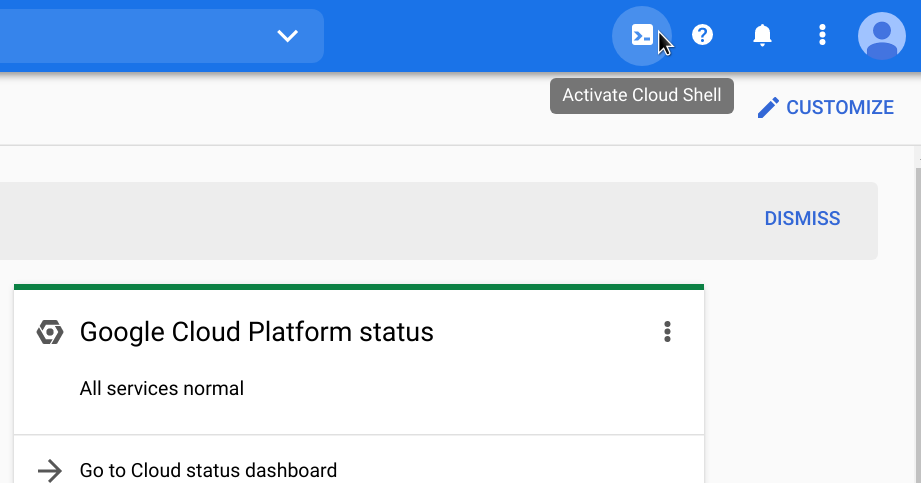 Activate Cloud Shell
CUSTOMIZE
DISMISS
Google Cloud Platform status
All services normal
Go to Cloud status dashboard